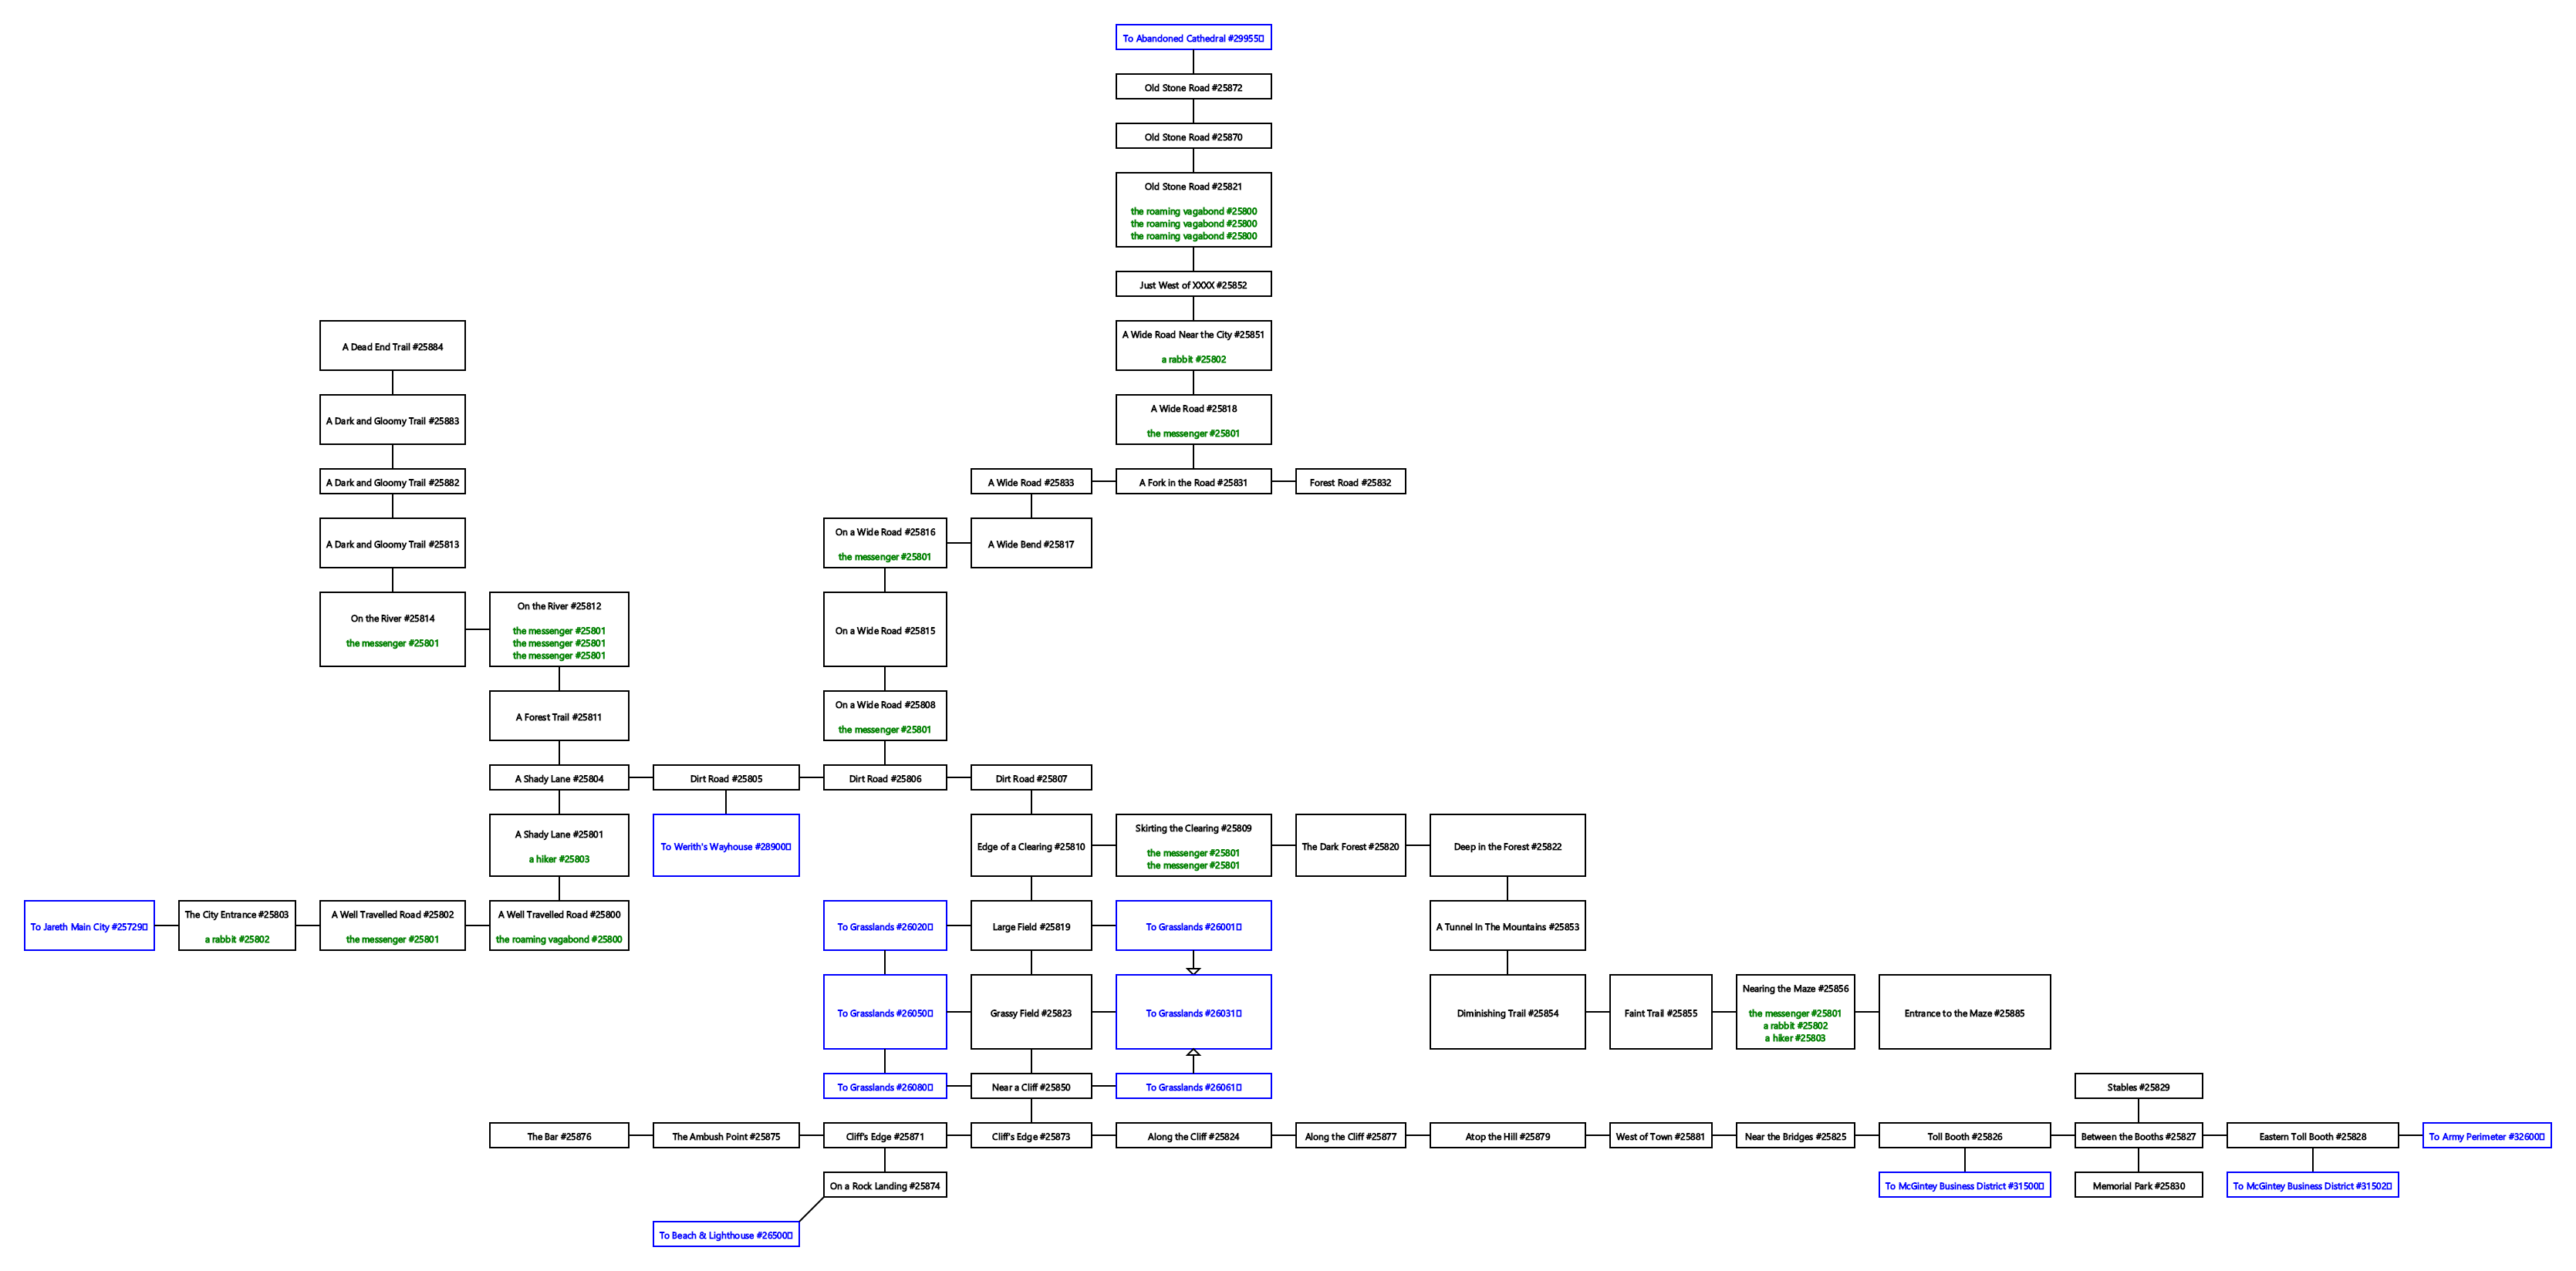 To Abandoned Cathedral #29955
Old Stone Road #25872
Old Stone Road #25870
Old Stone Road #25821
the roaming vagabond #25800
the roaming vagabond #25800
the roaming vagabond #25800
Just West of XXXX #25852
A Dead End Trail #25884
A Wide Road Near the City #25851
a rabbit #25802
A Dark and Gloomy Trail #25883
A Wide Road #25818
the messenger #25801
A Dark and Gloomy Trail #25882
A Wide Road #25833
A Fork in the Road #25831
Forest Road #25832
A Dark and Gloomy Trail #25813
On a Wide Road #25816
the messenger #25801
A Wide Bend #25817
On the River #25814
the messenger #25801
On the River #25812
the messenger #25801
the messenger #25801
the messenger #25801
On a Wide Road #25815
A Forest Trail #25811
On a Wide Road #25808
the messenger #25801
A Shady Lane #25804
Dirt Road #25805
Dirt Road #25806
Dirt Road #25807
A Shady Lane #25801
a hiker #25803
To Werith's Wayhouse #28900
Edge of a Clearing #25810
Skirting the Clearing #25809
the messenger #25801
the messenger #25801
The Dark Forest #25820
Deep in the Forest #25822
To Jareth Main City #25729
The City Entrance #25803
a rabbit #25802
A Well Travelled Road #25802
the messenger #25801
A Well Travelled Road #25800
the roaming vagabond #25800
To Grasslands #26020
Large Field #25819
To Grasslands #26001
A Tunnel In The Mountains #25853
To Grasslands #26050
Grassy Field #25823
To Grasslands #26031
Diminishing Trail #25854
Faint Trail #25855
Nearing the Maze #25856
the messenger #25801
a rabbit #25802
a hiker #25803
Entrance to the Maze #25885
To Grasslands #26080
Near a Cliff #25850
To Grasslands #26061
Stables #25829
The Bar #25876
The Ambush Point #25875
Cliff's Edge #25871
Cliff's Edge #25873
Along the Cliff #25824
Along the Cliff #25877
Atop the Hill #25879
West of Town #25881
Near the Bridges #25825
Toll Booth #25826
Between the Booths #25827
Eastern Toll Booth #25828
To Army Perimeter #32600
On a Rock Landing #25874
To McGintey Business District #31500
Memorial Park #25830
To McGintey Business District #31502
To Beach & Lighthouse #26500